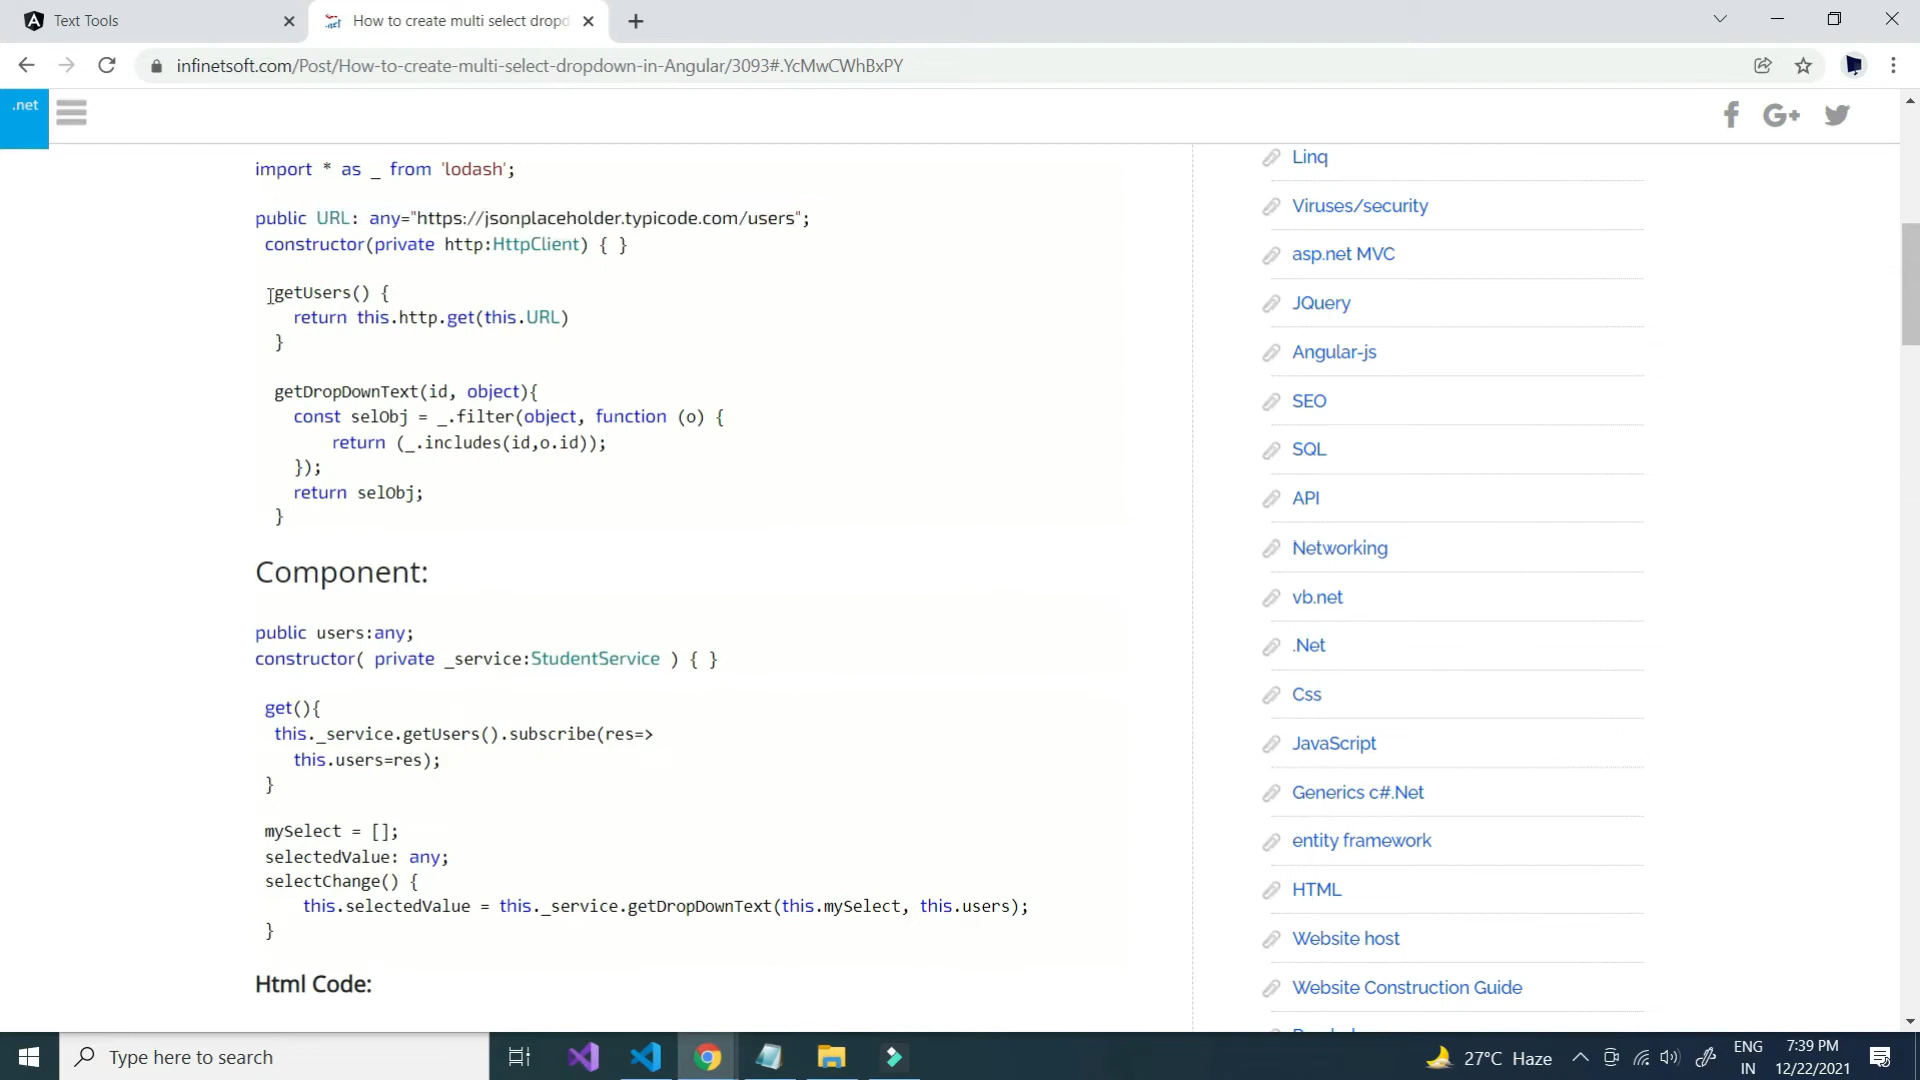 Text Tools
How to create multi select dropd
infinetsoft.com/Post/How-to-create-multi-select-dropdown-in-Angular/3093#.YcMwCWhBxPY
.net
import * as _ from 'lodash';
public URL: any="https://jsonplaceholder.typicode.com/users";
constructor(private http:HttpClient) { }
getUsers() {
return this.http.get(this.URL)
}
getDropDownText(id, object){
const selObj = _.filter(object, function (o) {
return (_.includes(id,o.id));
});
return selObj;
}
Component:
public users:any;
constructor( private _service:StudentService ) { }
get(){
this._service.getUsers().subscribe(res=>
this.users=res);
}
mySelect = [];
selectedValue: any;
selectChange() {
this.selectedValue = this._service.getDropDownText(this.mySelect, this.users);
}
Html Code:
Linq
Viruses/security
asp.net MVC
JQuery
Angular-js
SEO
SQL
API
Networking
vb.net
.Net
Css
JavaScript
Generics c#.Net
entity framework
HTML
Website host
Website Construction Guide
Type here to search
27°C Haze
ENG
IN
7:39 PM
12/22/2021